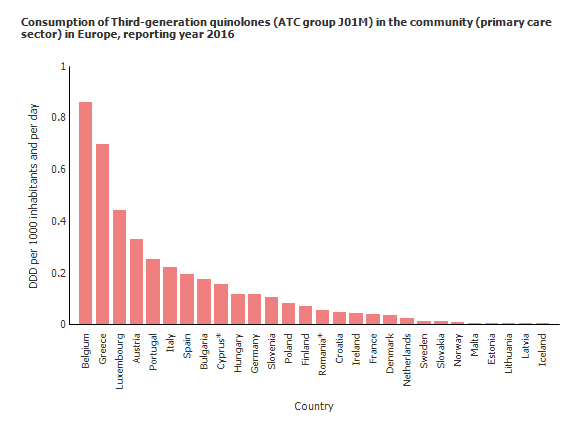 Consumption of Third-generation quinolones (ATC group J01M) in the community (primary care
sector) in Europe, reporting year 2016
DDD per 1000 inhabitants and per day
1
0.8
0.6
0.4
0.2
0
Belgium
Greece
Luxembourg
Austria
Portugal
Italy
Spain
Bulgaria
Cyprus*
Hungary
Germany
Slovenia
Poland
Finland
Romania*
Croatia
Ireland
France
Denmark
Netherlands
Sweden
Slovakia
Norway
Malta
Estonia
Lithuania
Latvia
Iceland
Country